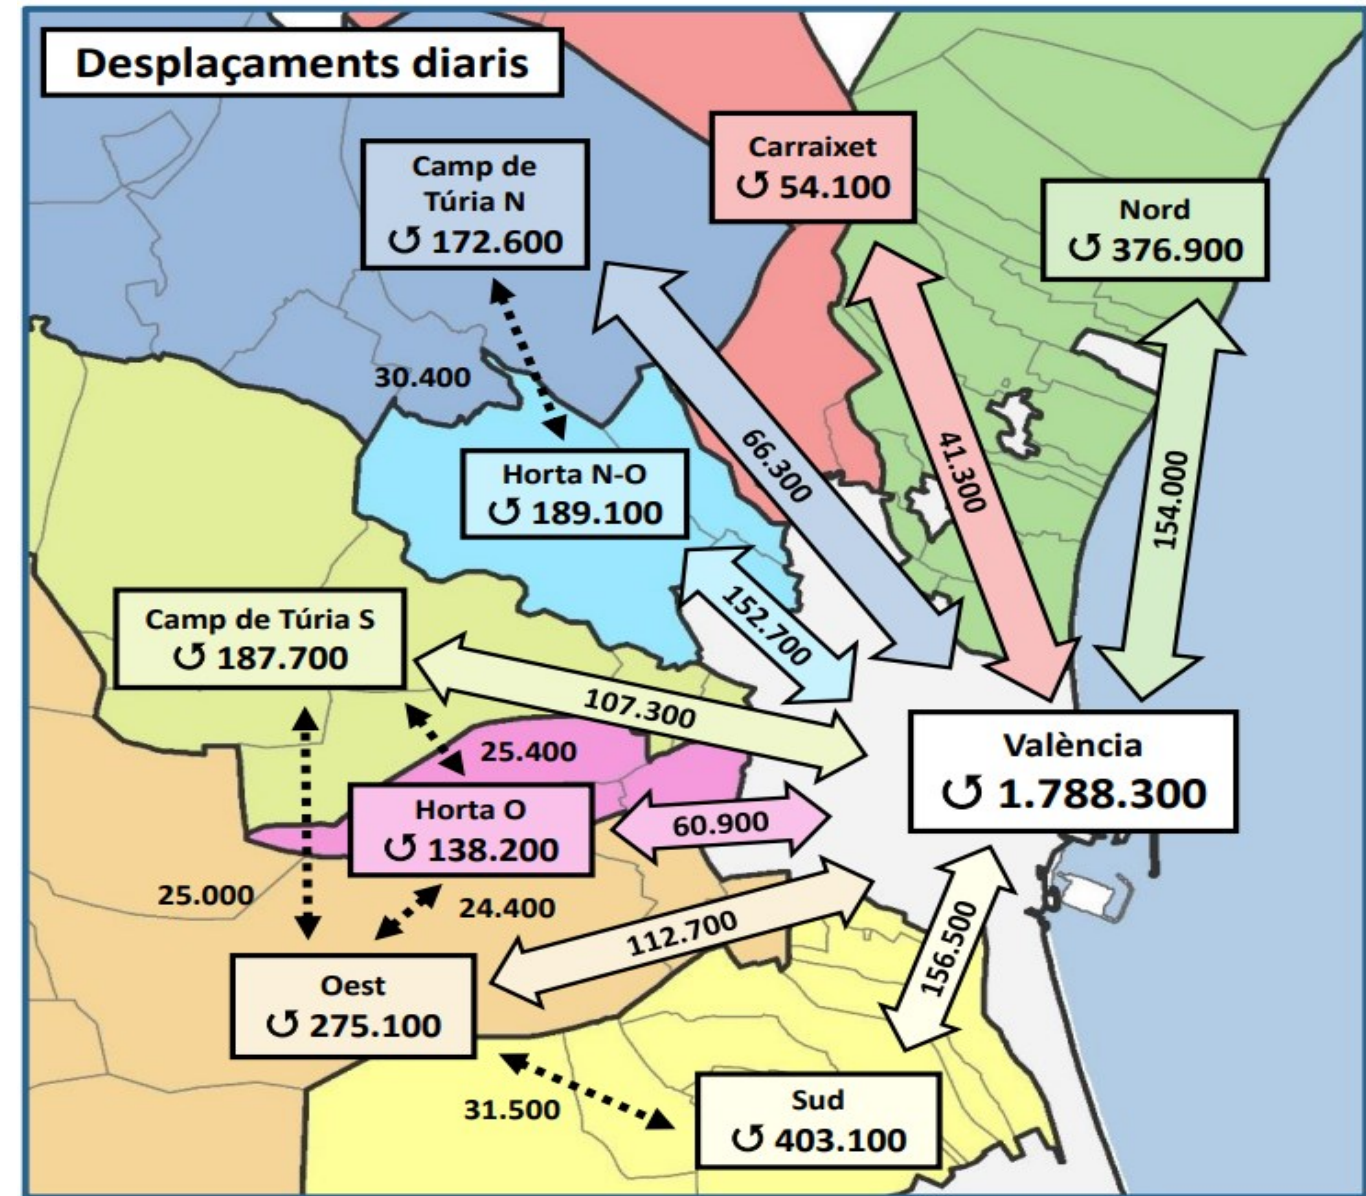 Desplaçaments diaris
Carraixet
↺ 54.100
Camp de
Túria N
↺ 172.600
Nord
↺ 376.900
30.400
66.300
41.300
154.000
Horta N-O
↺ 189.100
152.700
Camp de Túria S
↺ 187.700
107.300
25.400
València
↺ 1.788.300
Horta O
↺ 138.200
60.900
25.000
24.400
112.700
156.500
Oest
↺ 275.100
31.500
Sud
↺ 403.100